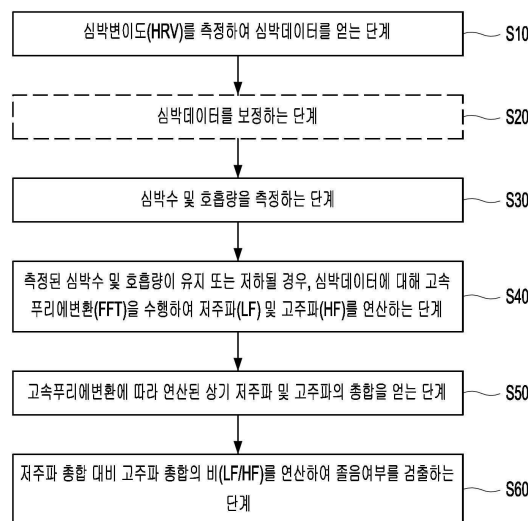 심박변이도(HRV)를 측정하여 심박데이터를 얻는 단계
S10
심박데이터를 보정하는 단계
S20
심박수 및 호흡량을 측정하는 단계
S30
측정된 심박수 및 호흡량이 유지 또는 저하될 경우, 심박데이터에 대해 고속
푸리에변환(FFT)을 수행하여 저주파(LF) 및 고주파(HF)를 연산하는 단계
S40
고속푸리에변환에 따라 연산된 상기 저주파 및 고주파의 총합을 얻는 단계
S50
저주파 총합 대비 고주파 총합의 비(LF/HF)를 연산하여 졸음여부를 검출하는
단계
S60